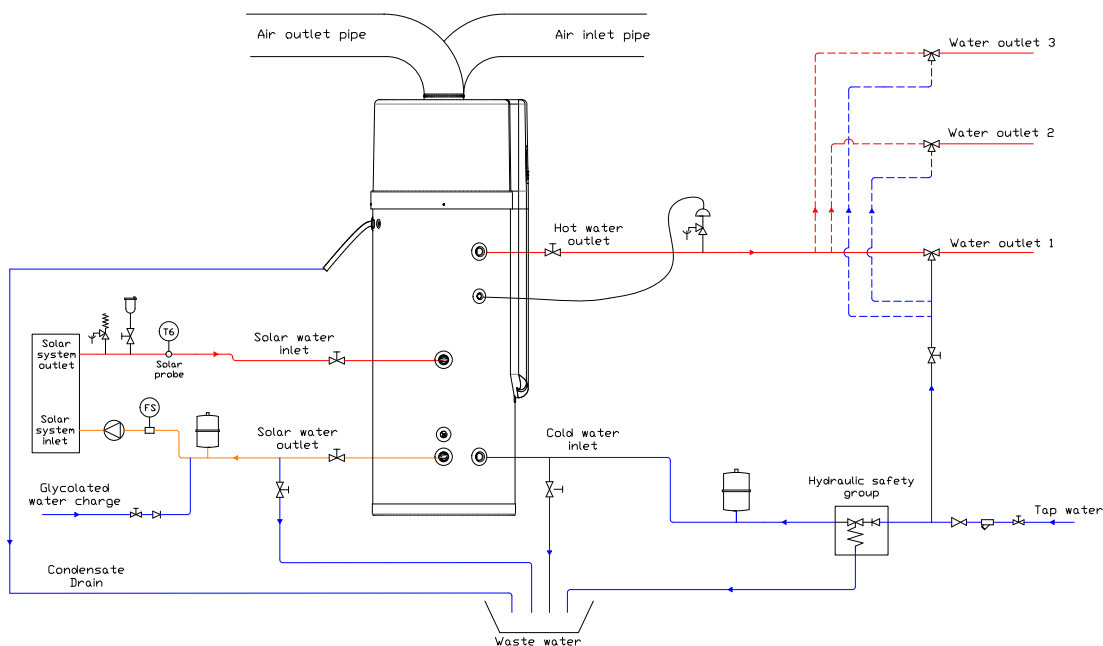 Air outlet pipe
Air inlet pipe
Water outlet 3
Water outlet 2
Hot water
outlet
Water outlet 1
T6
Solar
probe
Solar
system
outlet
Solar water
inlet
FS
Solar
system
inlet
Solar water
outlet
Cold water
inlet
Glycolated
water charge
Hydraulic safety
group
Tap water
Condensate
Drain
Waste water